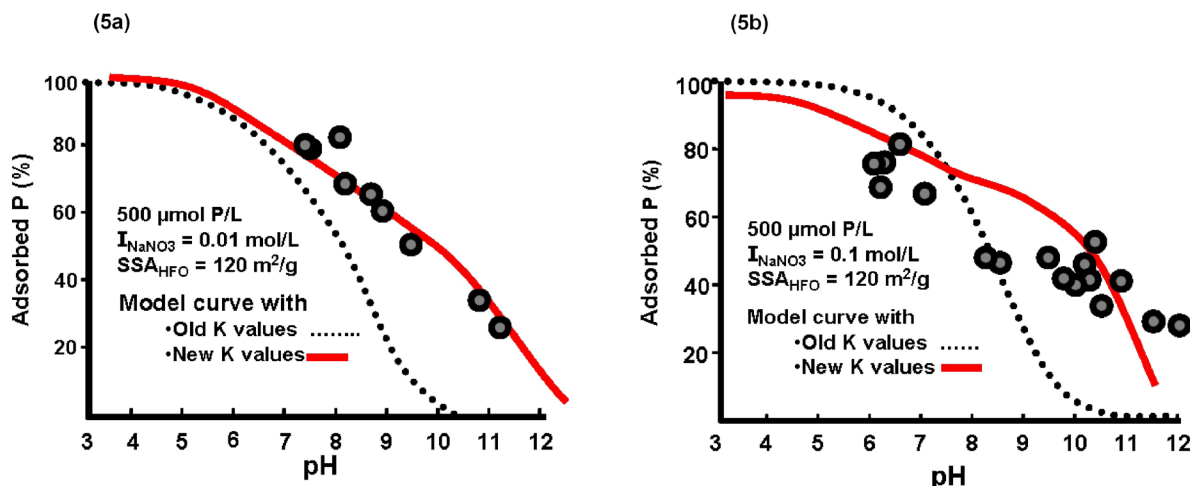 (5a)
Adsorbed P (%)
100
80
60
40
20
500 µmol P/L
I_NaNO3 = 0.01 mol/L
SSA_HFO = 120 m²/g
Model curve with
•Old K values ........
•New K values
3 4 5 6 7 8 9 10 11 12
pH
(5b)
Adsorbed P (%)
100
80
60
40
20
500 µmol P/L
I_NaNO3 = 0.1 mol/L
SSA_HFO = 120 m²/g
Model curve with
•Old K values ......
•New K values
3 4 5 6 7 8 9 10 11 12
pH